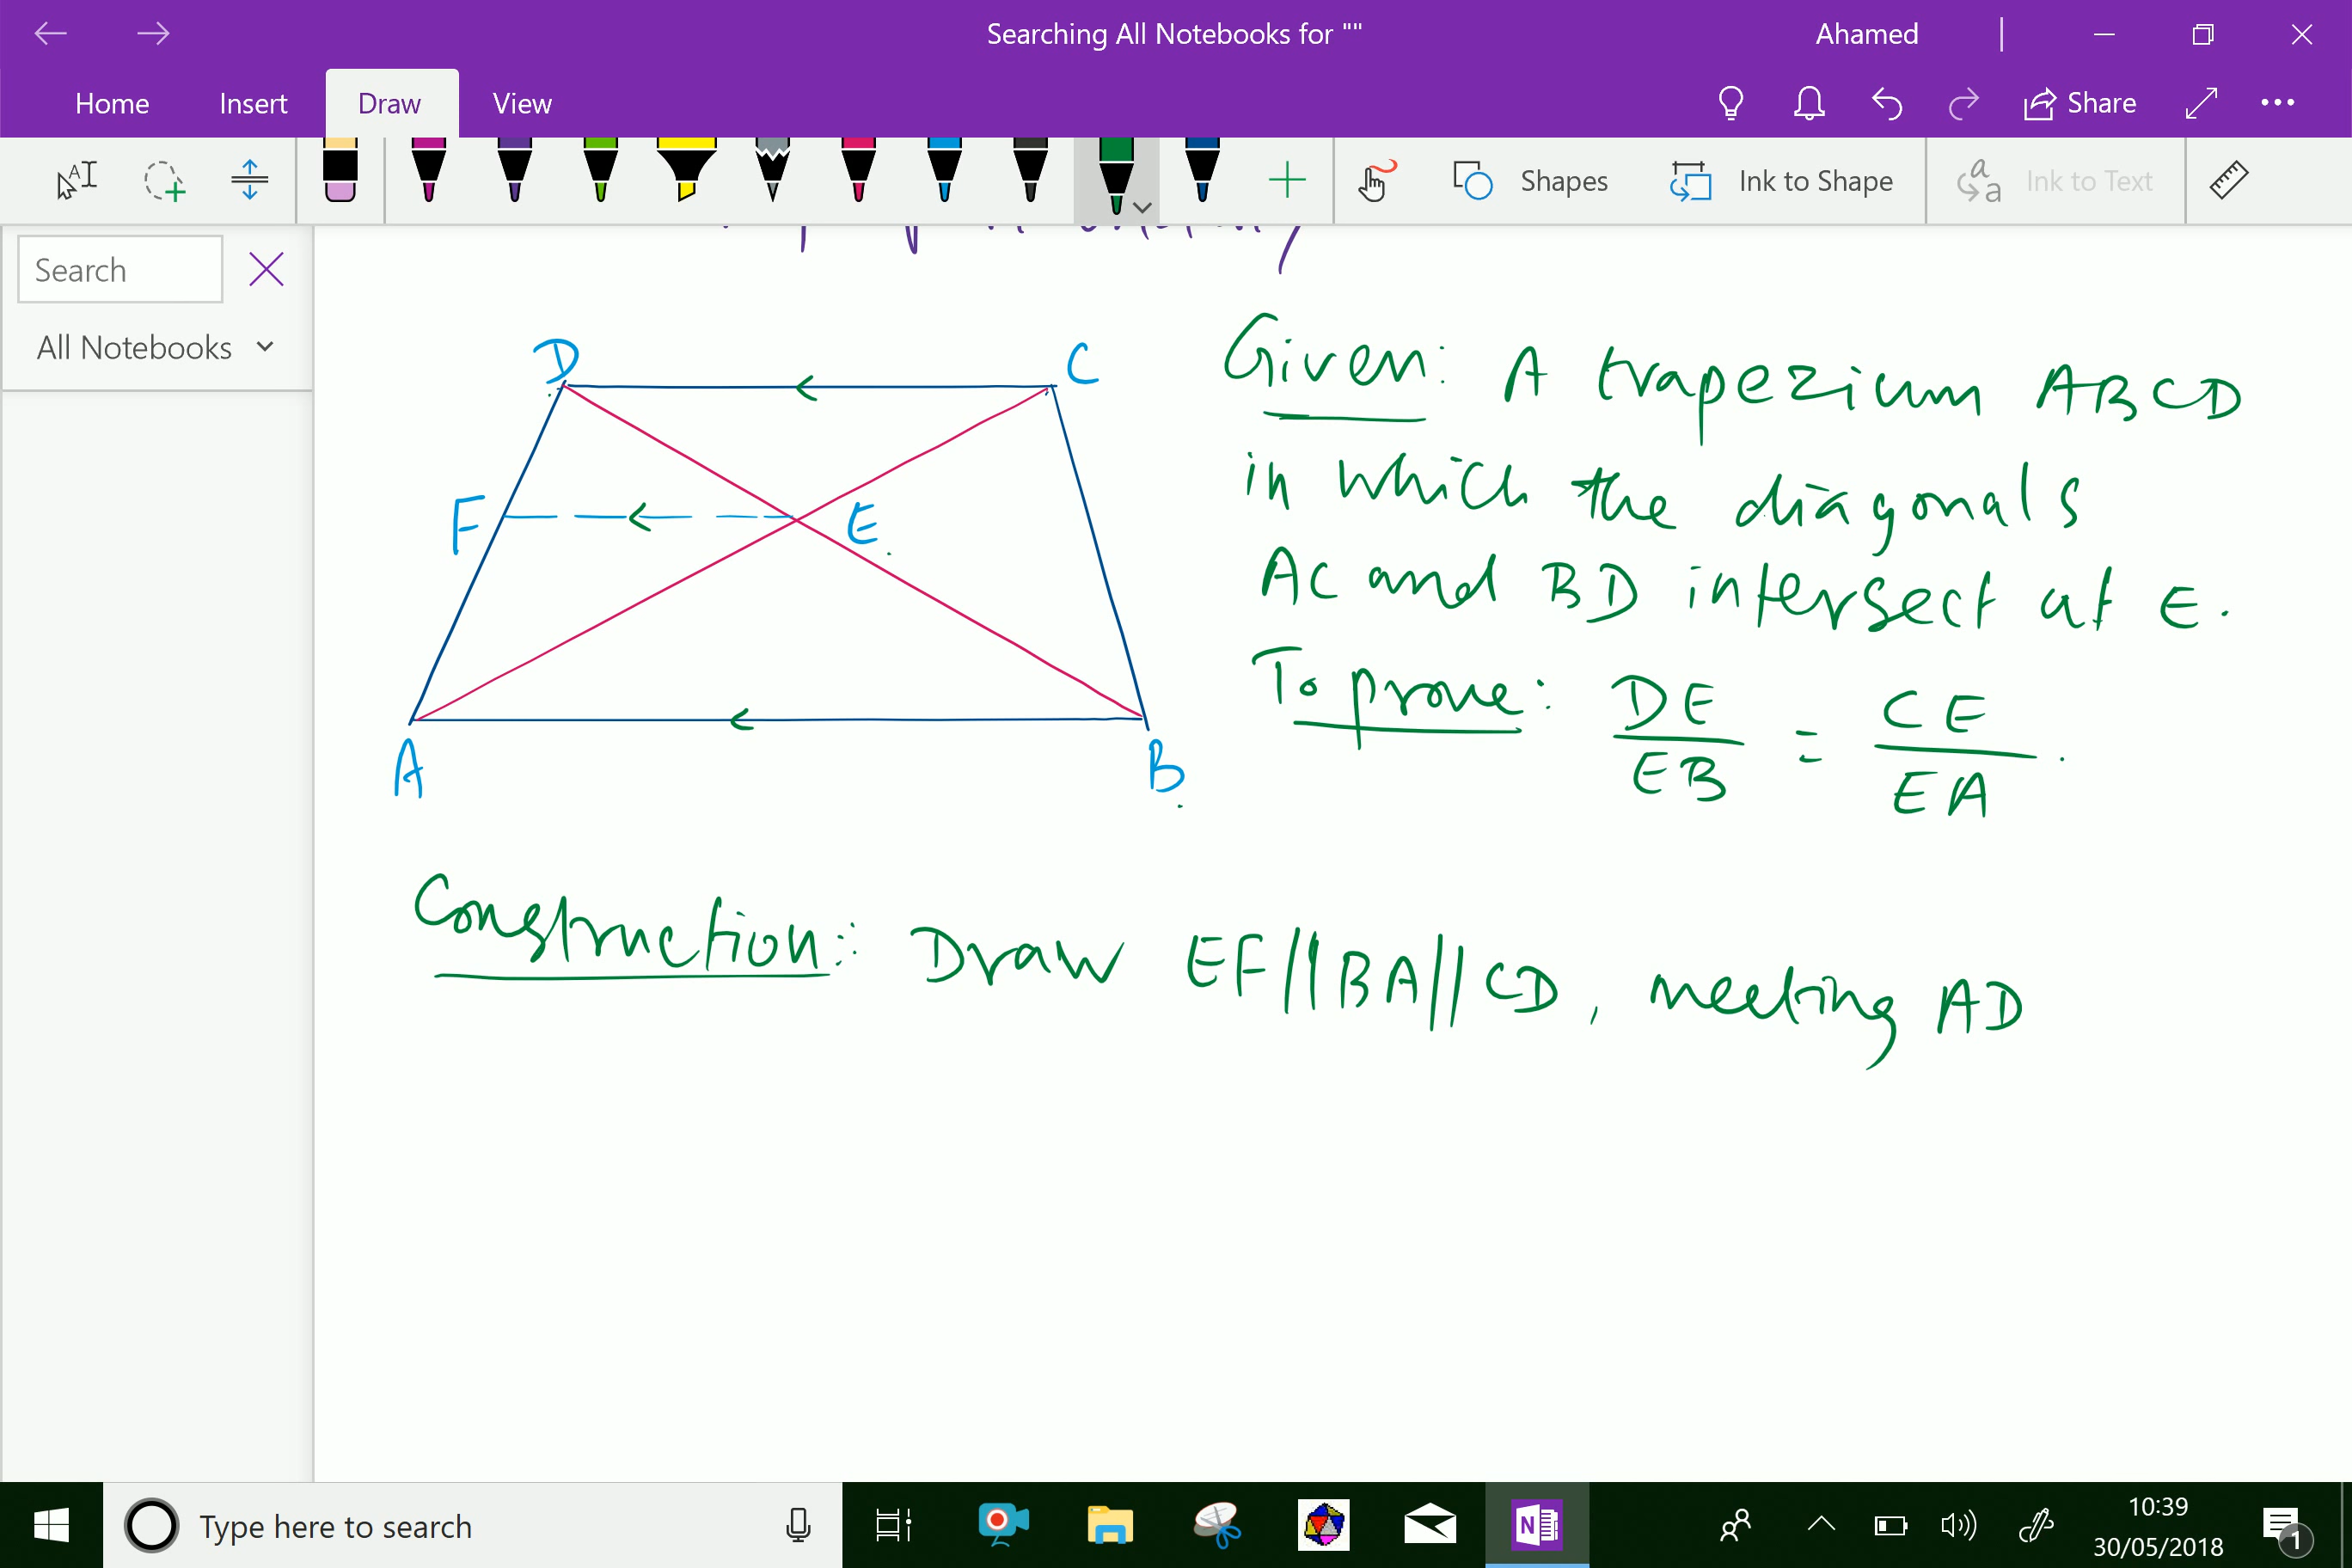 Searching All Notebooks for ""
Ahamed
Home Insert Draw View
Share
Shapes
Ink to Shape
Ink to Text
Search
All Notebooks
D
C
F
E
A
B
Given: A trapezium ABCD
in which the diagonals
AC and BD intersect at E.
To prove: DE/EB = CE/EA.
Construction: Draw EF||BA||CD, meeting AD
Type here to search
N
10:39
30/05/2018
1